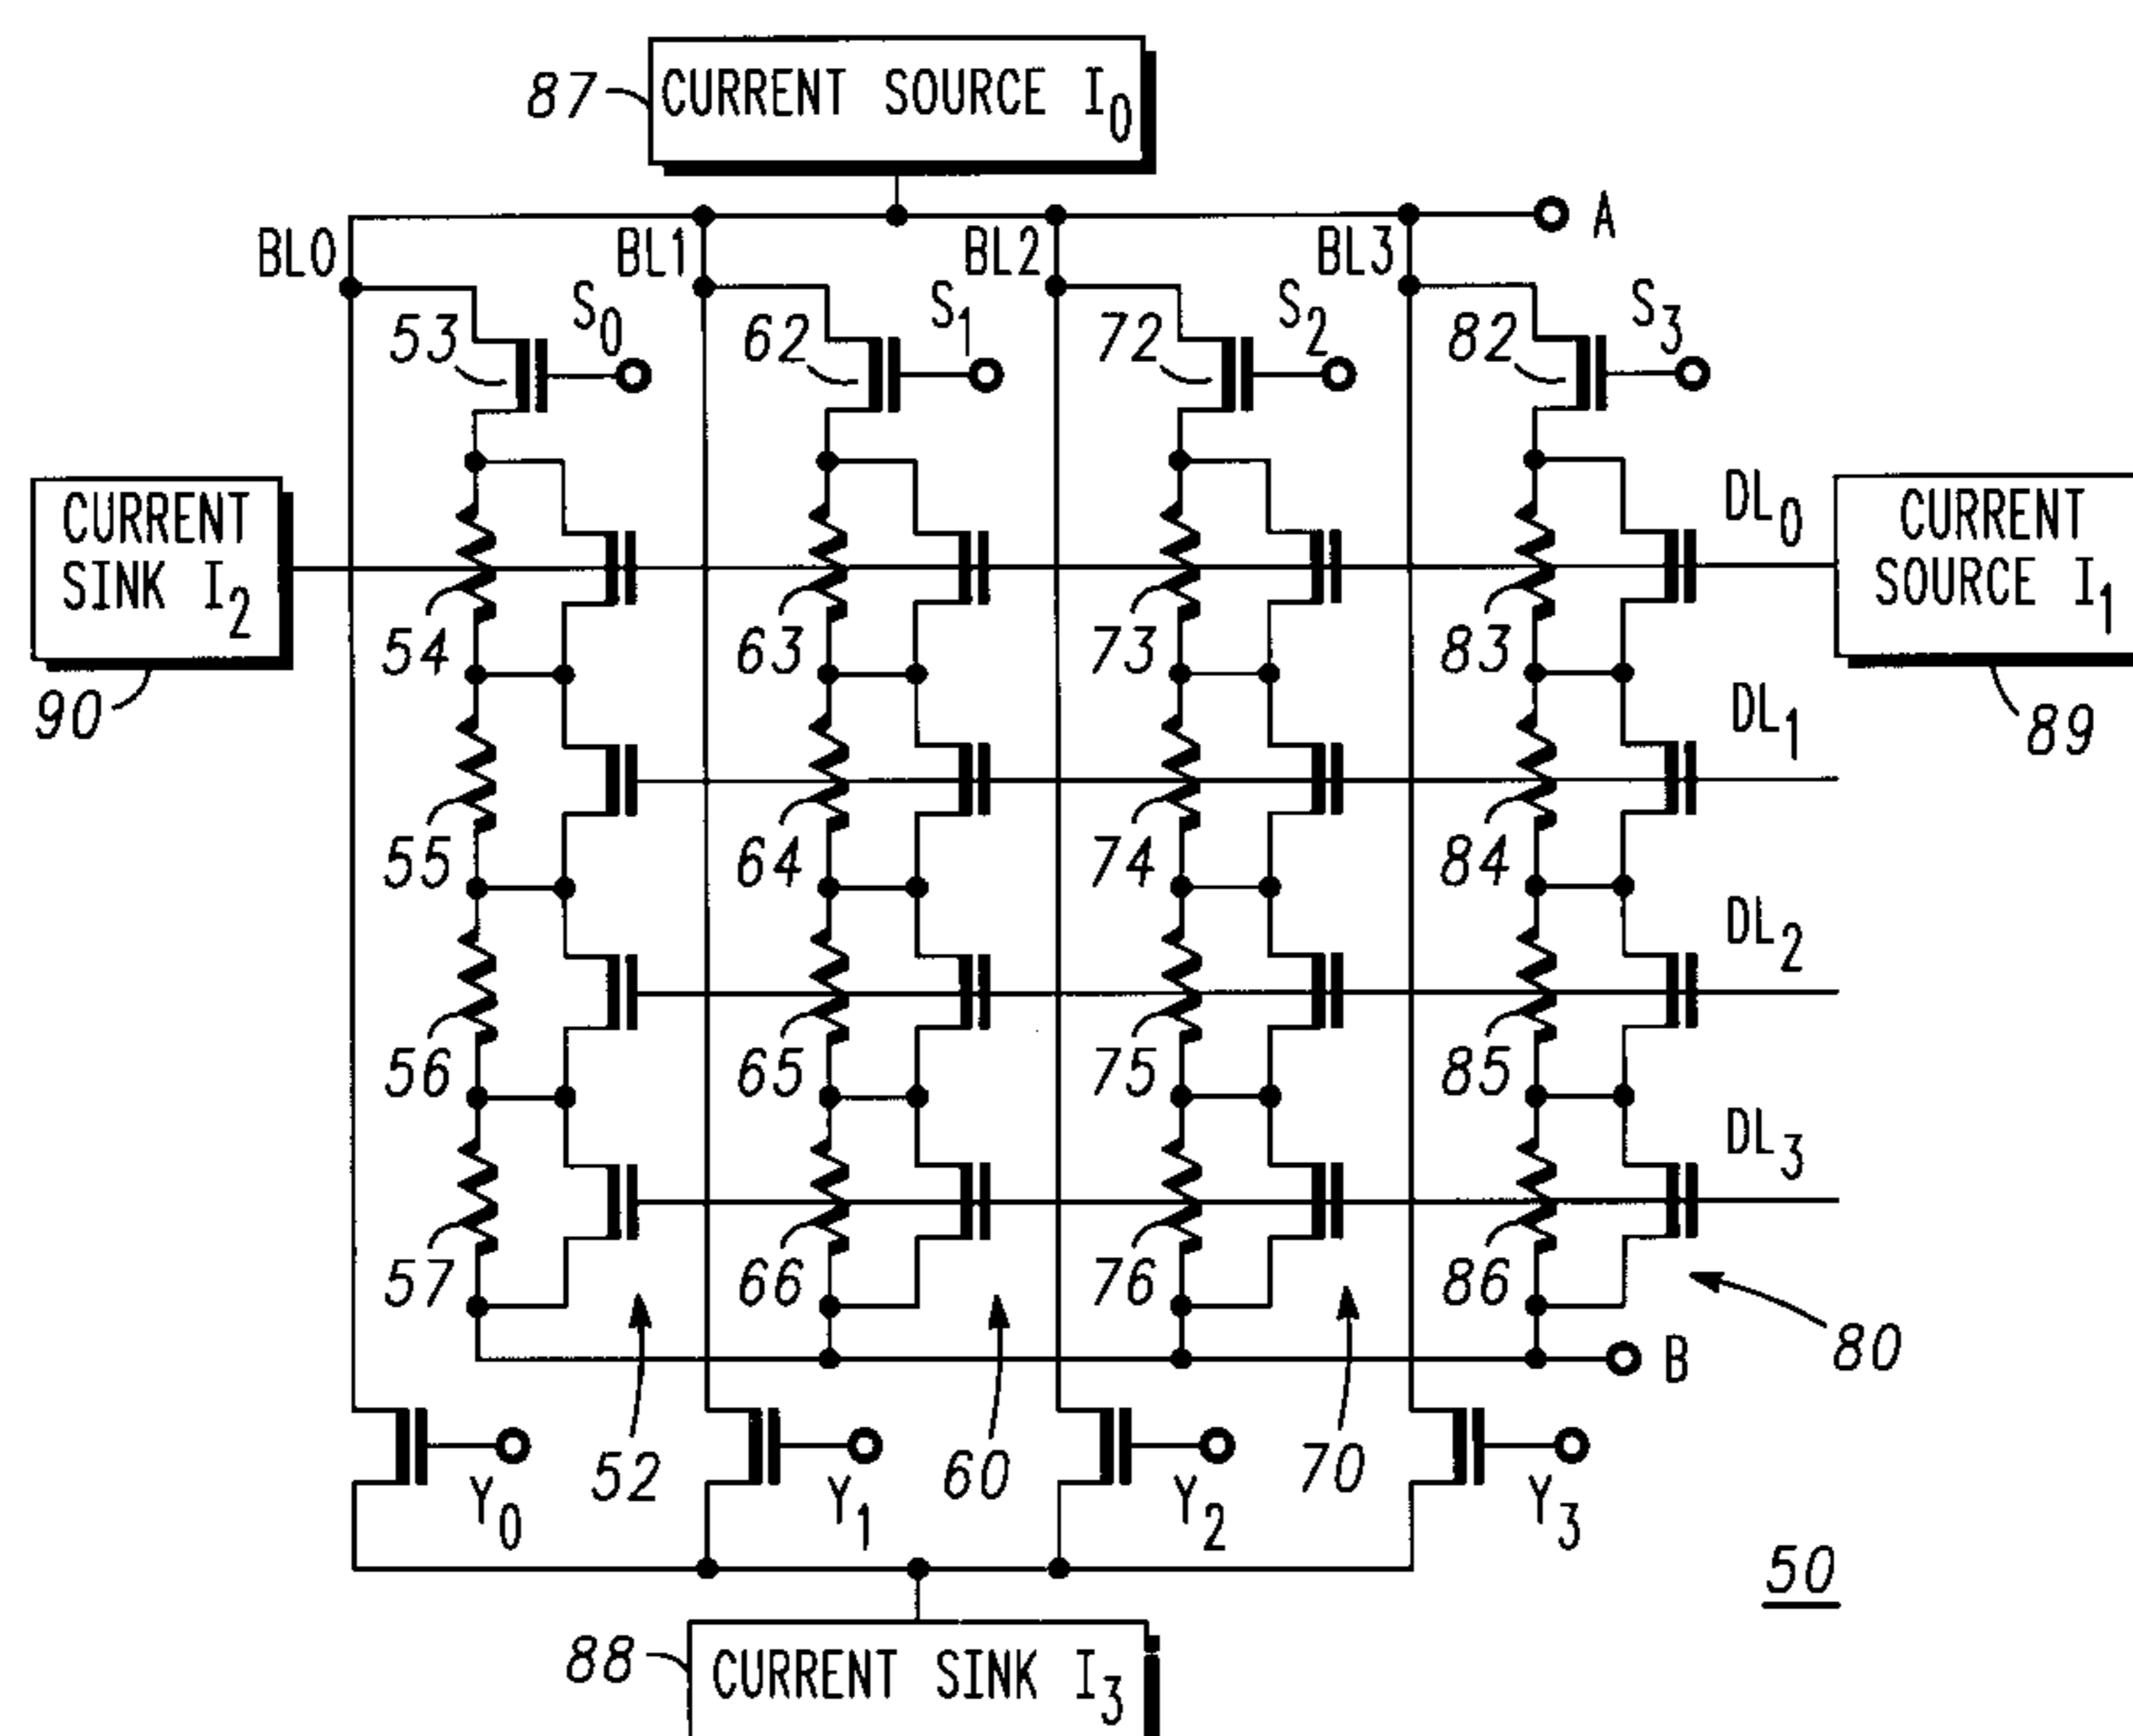 87
CURRENT SOURCE I0
A
BL0
BL1
BL2
BL3
S0
S1
S2
S3
53
62
72
82
CURRENT
SINK I2
DL0
CURRENT
SOURCE I1
54
63
73
83
90
DL1
89
55
64
74
84
DL2
56
65
75
85
DL3
57
66
76
86
80
B
52
60
70
Y0
Y1
Y2
Y3
50
88
CURRENT SINK I3